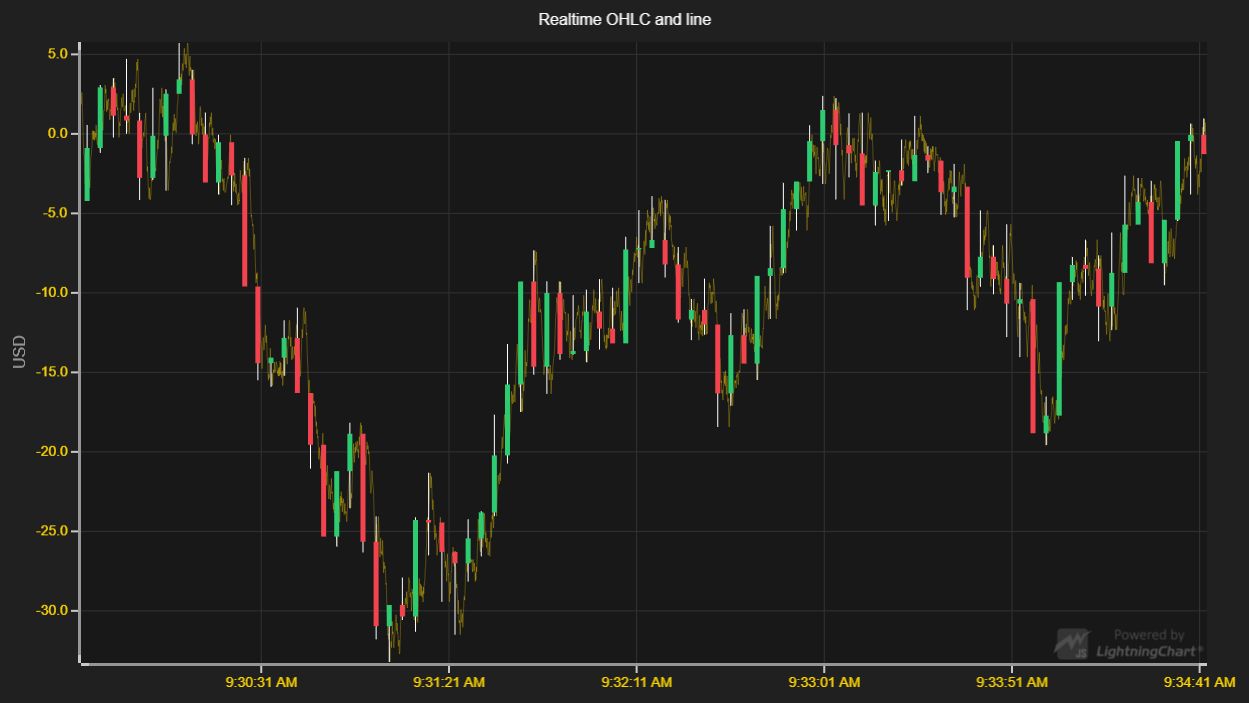 Realtime OHLC and line
5.0
0.0
-5.0
-10.0
-15.0
-20.0
-25.0
-30.0
USD
9:30:31 AM
9:31:21 AM
9:32:11 AM
9:33:01 AM
9:33:51 AM
9:34:41 AM
JS
Powered by
LightningChart®